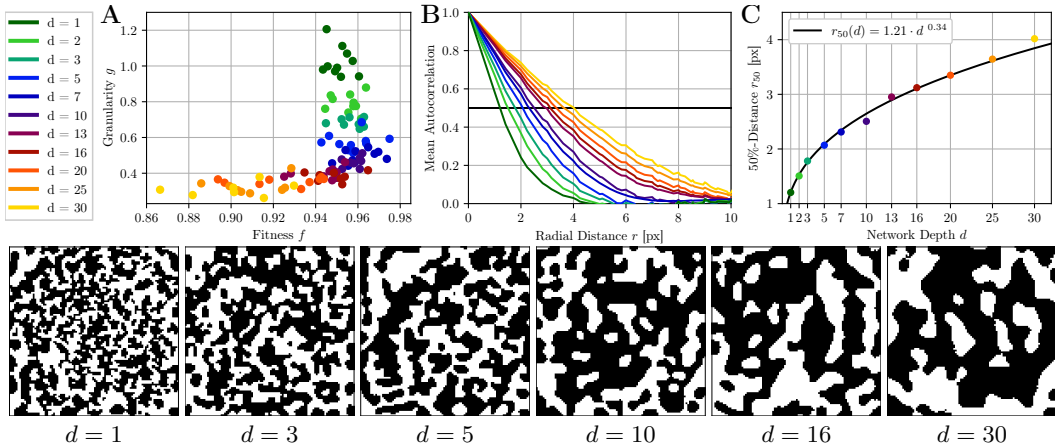 d = 1
d = 2
d = 3
d = 5
d = 7
d = 10
d = 13
d = 16
d = 20
d = 25
d = 30
A
1.2
1.0
0.8
0.6
0.4
Granularity g
0.86 0.88 0.90 0.92 0.94 0.96 0.98
Fitness f
B
1.0
0.8
0.6
0.4
0.2
0.0
Mean Autocorrelation
0 2 4 6 8 10
Radial Distance r [px]
C
r₅₀(d) = 1.21 · d ^0.34
4
3
2
1
50%-Distance r₅₀ [px]
1 2 3 5 7 10 13 16 20 25 30
Network Depth d
d = 1 d = 3 d = 5 d = 10 d = 16 d = 30